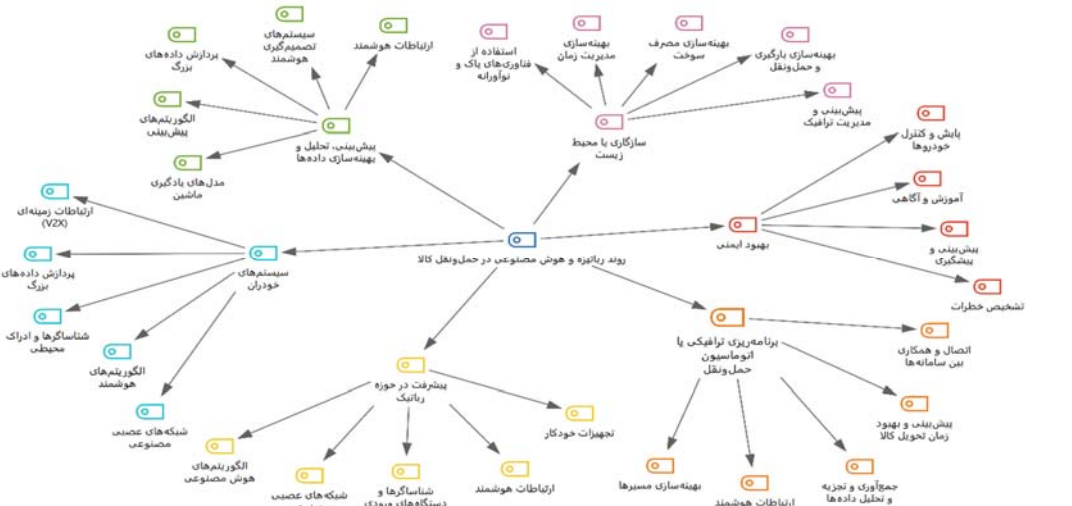 سیستم‌های
تصمیم‌گیری
هوشمند
ارتباطات هوشمند
پردازش داده‌های
بزرگ
الگوریتم‌های
پیش‌بینی
مدل‌های یادگیری
ماشین
پیش‌بینی، تحلیل و
بهینه‌سازی داده‌ها
استفاده از
فناوری‌های پاک و
نوآورانه
بهینه‌سازی
مدیریت زمان
بهینه‌سازی مصرف
سوخت
بهینه‌سازی بارگیری
و حمل‌ونقل
پیش‌بینی و
مدیریت ترافیک
سازگاری با محیط
زیست
پایش و کنترل
خودروها
آموزش و آگاهی
پیش‌بینی و
پیشگیری
تشخیص خطرات
بهبود ایمنی
روند رباتیزه و هوش مصنوعی در حمل‌ونقل کالا
ارتباطات زمینه‌ای
(V2X)
پردازش داده‌های
بزرگ
شناساگرها و ادراک
محیطی
الگوریتم‌های
هوشمند
شبکه‌های عصبی
مصنوعی
سیستم‌های
خودران
پیشرفت در حوزه
رباتیک
تجهیزات خودکار
ارتباطات هوشمند
شناساگرها و
دستگاه‌های ورودی
شبکه‌های عصبی
الگوریتم‌های
هوش مصنوعی
برنامه‌ریزی ترافیکی یا
اتوماسیون
حمل‌ونقل
اتصال و همکاری
بین سامانه‌ها
پیش‌بینی و بهبود
زمان تحویل کالا
جمع‌آوری و تجزیه
و تحلیل داده‌ها
ارتباطات هوشمند
بهینه‌سازی مسیرها